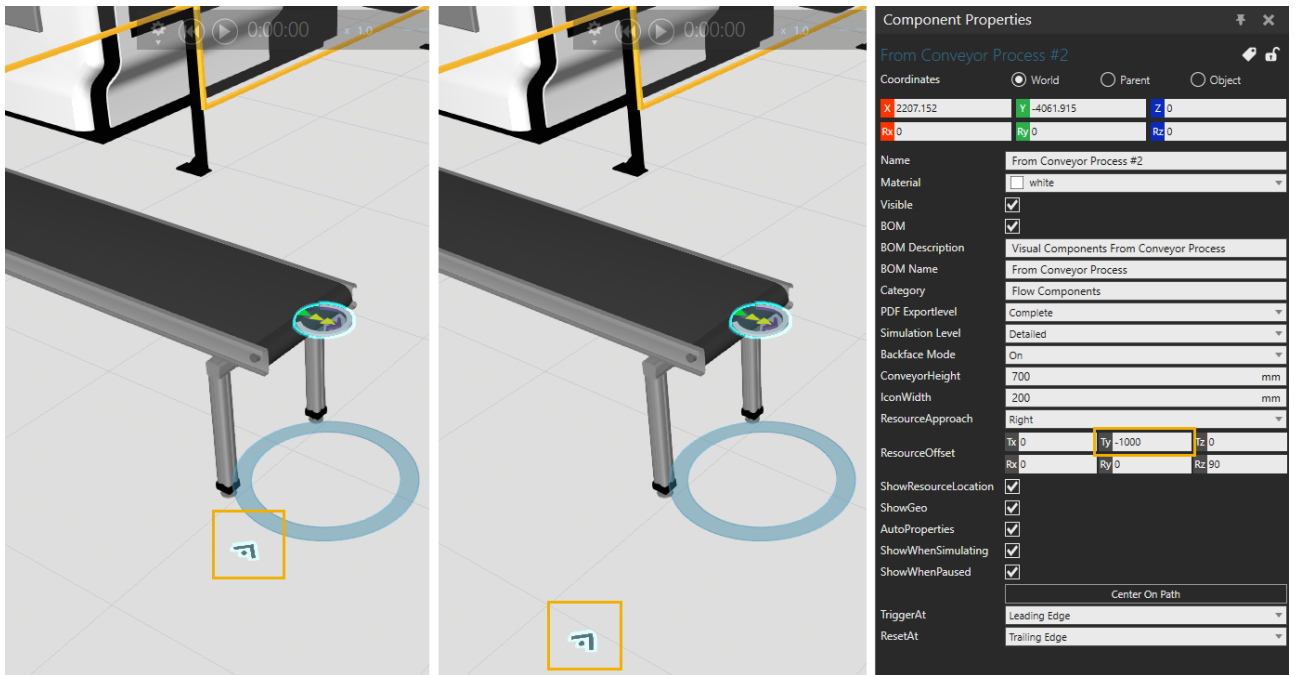 0:00:00
x 1.0
0:00:00
x 1.0
Component Properties
From Conveyor Process #2
Coordinates World Parent Object
X 2207.152 Y -4061.915 Z 0
Rx 0 Ry 0 Rz 0
Name From Conveyor Process #2
Material white
Visible
BOM
BOM Description Visual Components From Conveyor Process
BOM Name From Conveyor Process
Category Flow Components
PDF Exportlevel Complete
Simulation Level Detailed
Backface Mode On
ConveyorHeight 700 mm
IconWidth 200 mm
ResourceApproach Right
ResourceOffset
Tx 0 Ty -1000 Tz 0
Rx 0 Ry 0 Rz 90
ShowResourceLocation
ShowGeo
AutoProperties
ShowWhenSimulating
ShowWhenPaused
Center On Path
TriggerAt Leading Edge
ResetAt Trailing Edge